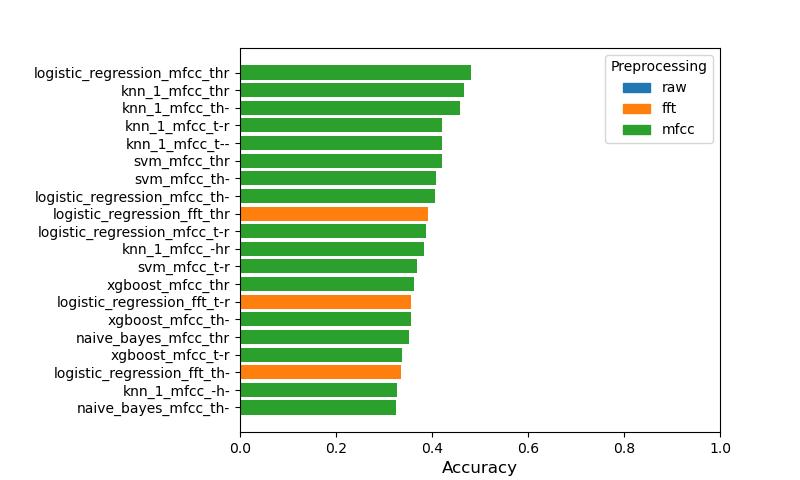 logistic_regression_mfcc_thr
knn_1_mfcc_thr
knn_1_mfcc_th-
knn_1_mfcc_t-r
knn_1_mfcc_t--
svm_mfcc_thr
svm_mfcc_th-
logistic_regression_mfcc_th-
logistic_regression_fft_thr
logistic_regression_mfcc_t-r
knn_1_mfcc_-hr
svm_mfcc_t-r
xgboost_mfcc_thr
logistic_regression_fft_t-r
xgboost_mfcc_th-
naive_bayes_mfcc_thr
xgboost_mfcc_t-r
logistic_regression_fft_th-
knn_1_mfcc_-h-
naive_bayes_mfcc_th-
Preprocessing
raw
fft
mfcc
0.0 0.2 0.4 0.6 0.8 1.0
Accuracy